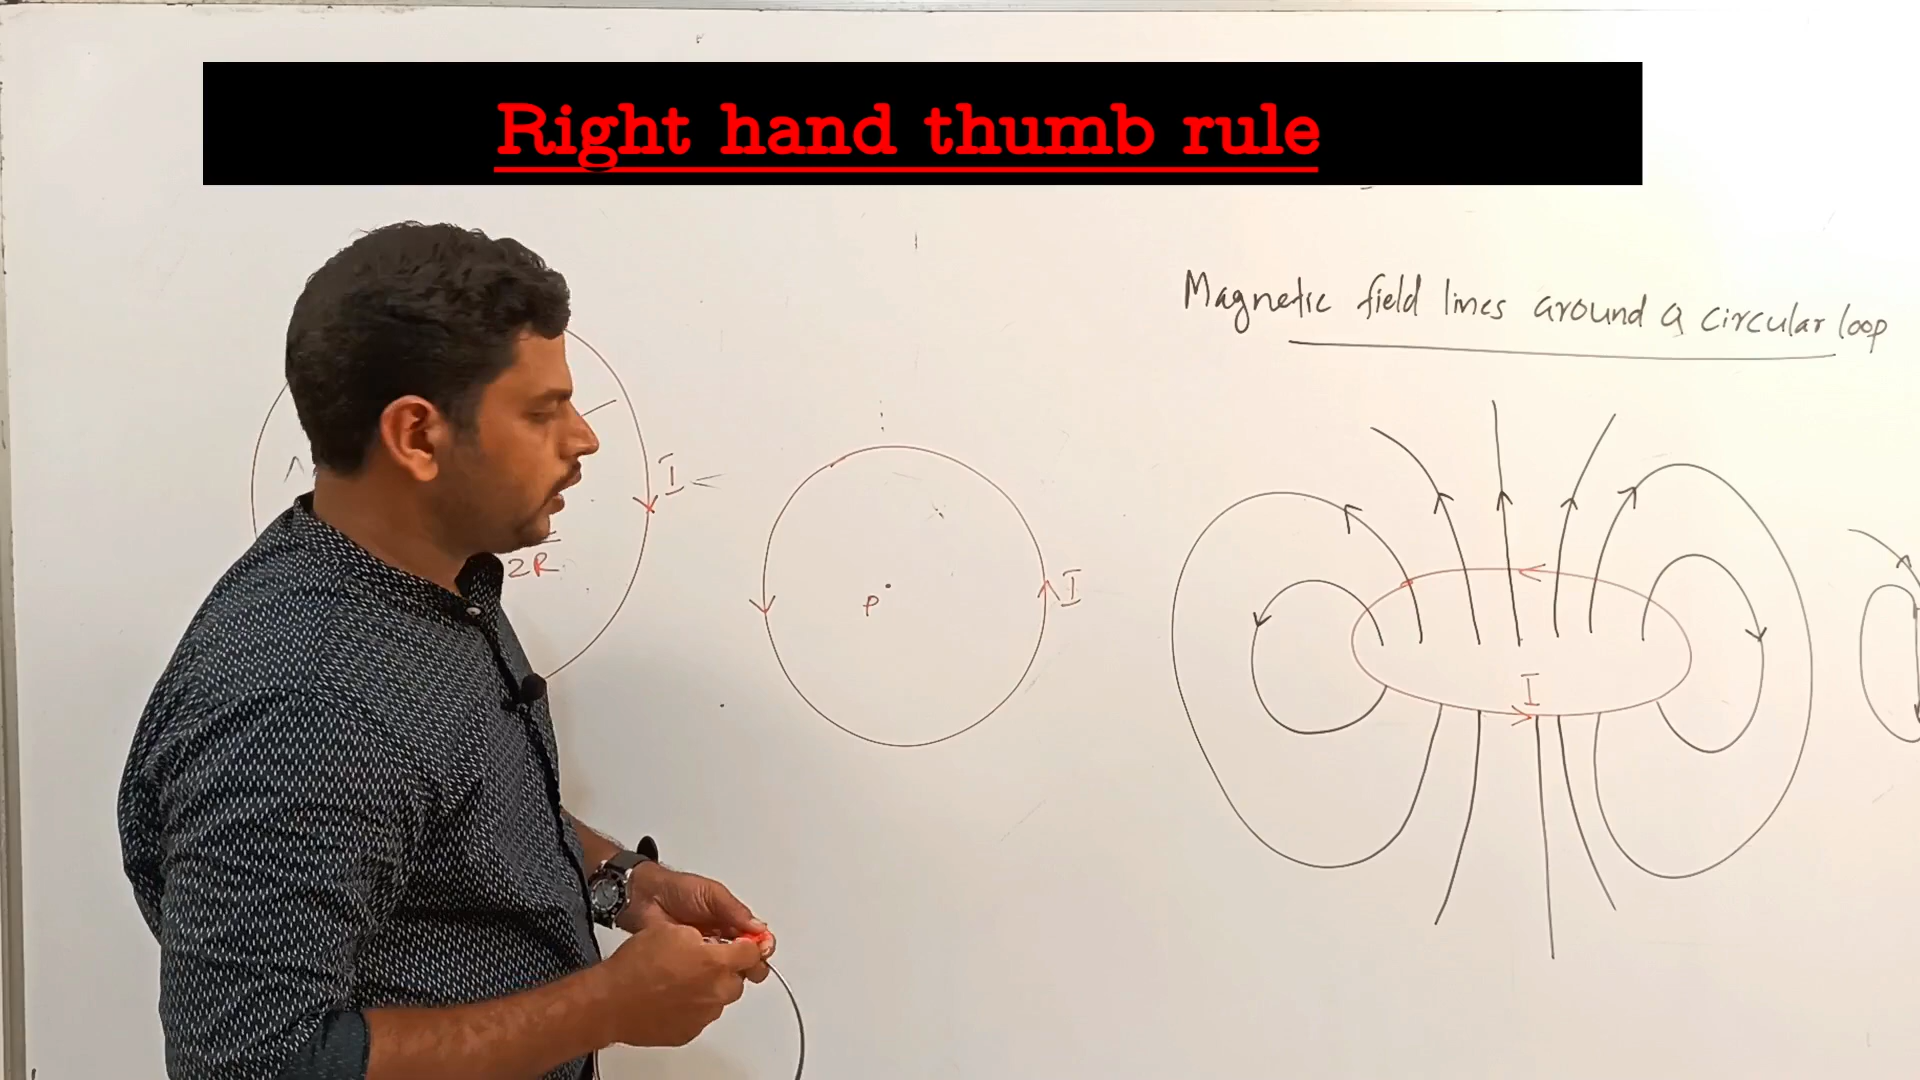 Right hand thumb rule
Magnetic field lines around a circular loop
I
2R
P
I
I